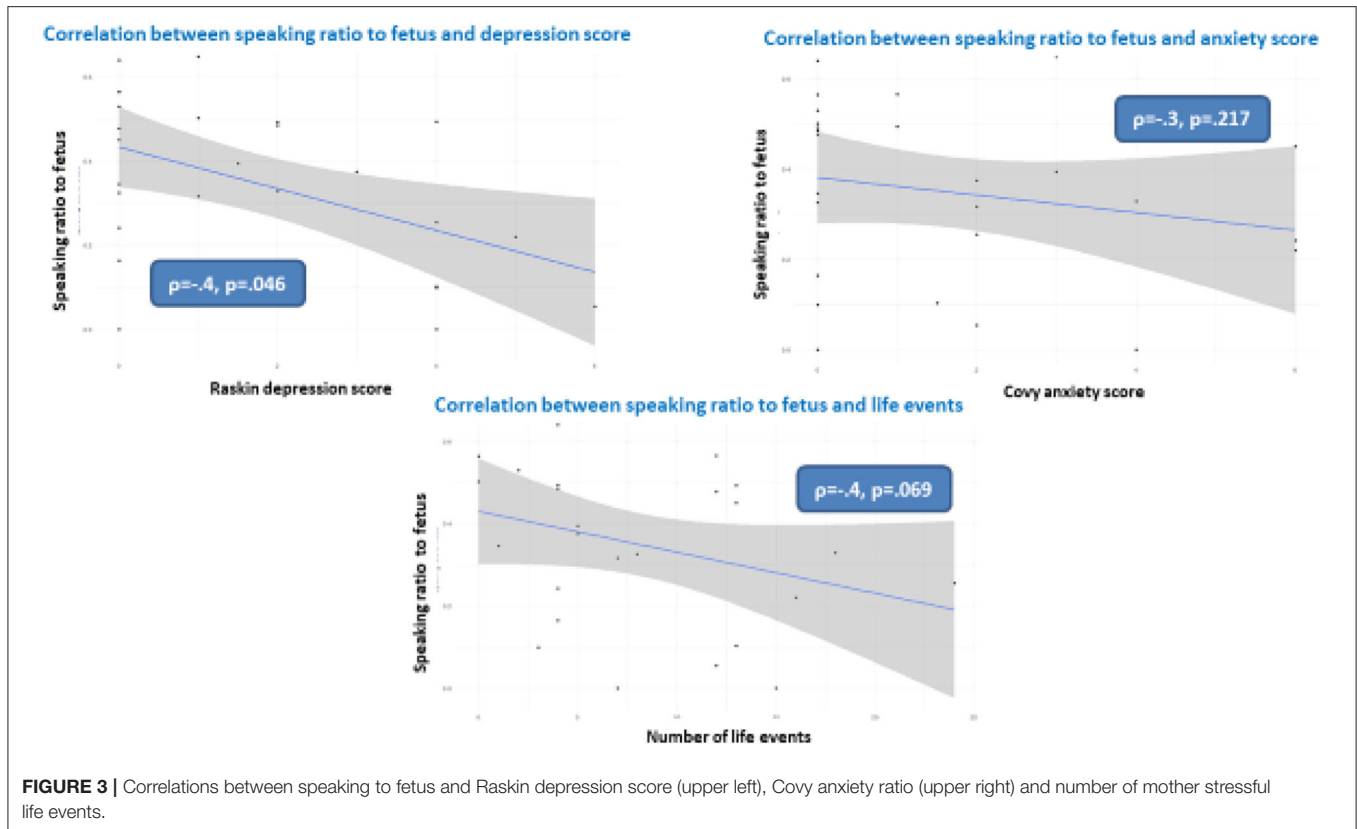 Correlation between speaking ratio to fetus and depression score
Speaking ratio to fetus
ρ=-.4, p=.046
Raskin depression score
Correlation between speaking ratio to fetus and anxiety score
Speaking ratio to fetus
ρ=-.3, p=.217
Covy anxiety score
Correlation between speaking ratio to fetus and life events
Speaking ratio to fetus
ρ=-.4, p=.069
Number of life events
FIGURE 3 | Correlations between speaking to fetus and Raskin depression score (upper left), Covy anxiety ratio (upper right) and number of mother stressful
life events.